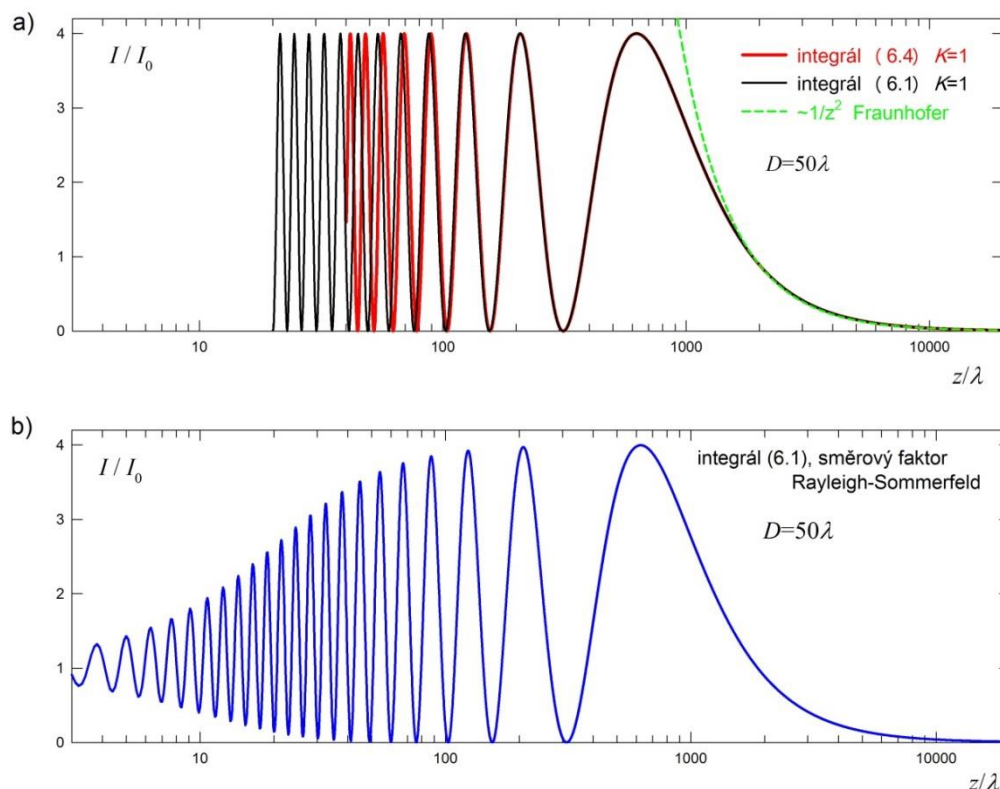 a)
I / I₀
integrál (6.4) K=1
integrál (6.1) K=1
~1/z² Fraunhofer
D=50λ
4
3
2
1
0
10 100 1000 10000
z/λ
b)
I / I₀
integrál (6.1), směrový faktor
Rayleigh-Sommerfeld
D=50λ
4
3
2
1
0
10 100 1000 10000
z/λ